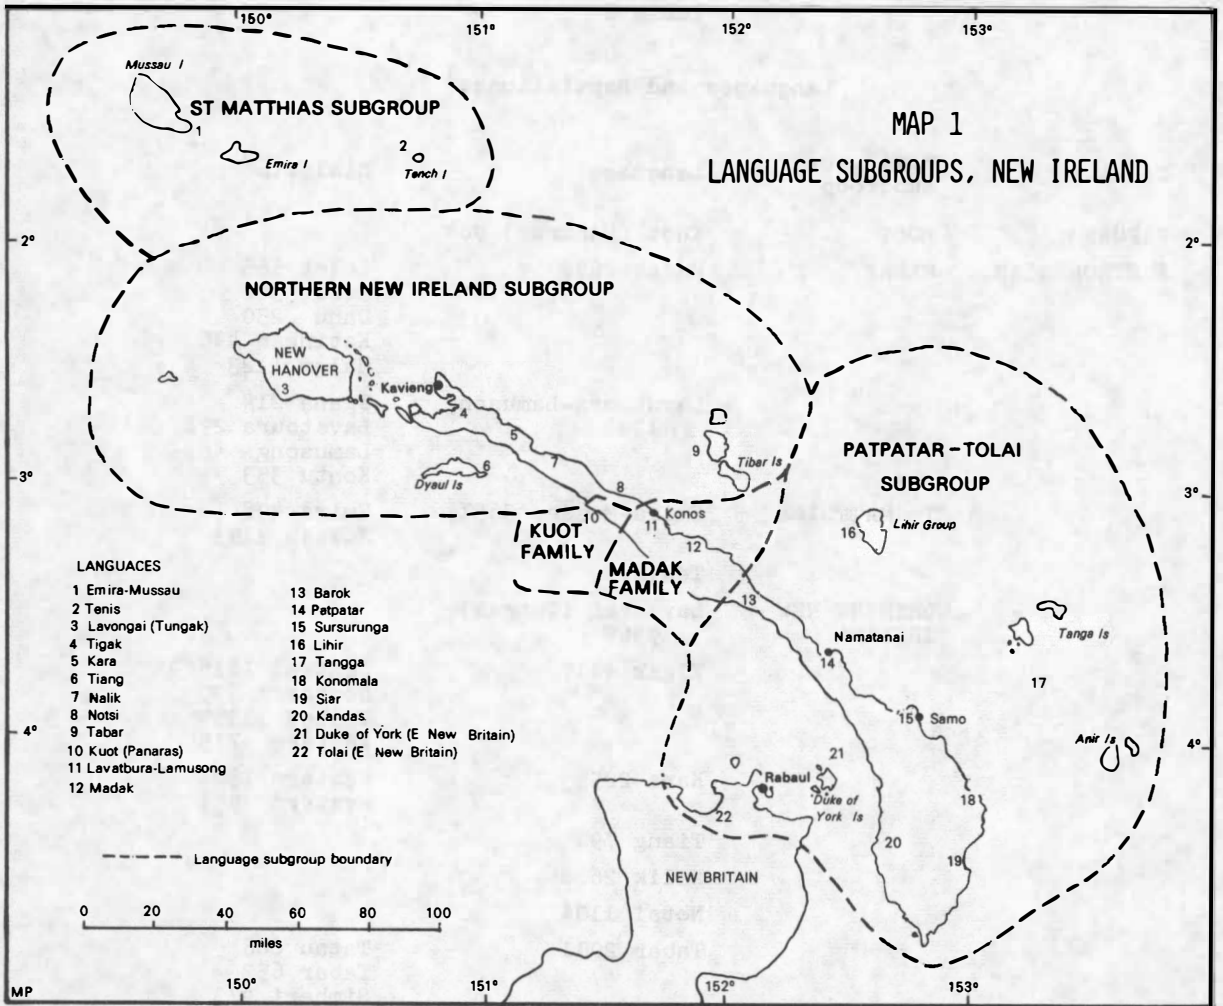 150° 151° 152° 153°
Mussau I
ST MATTHIAS SUBGROUP
1
2
Emira I
Tench I
MAP 1
LANGUAGE SUBGROUPS, NEW IRELAND
2° 2°
NORTHERN NEW IRELAND SUBGROUP
NEW
HANOVER
3
Kavieng
4
5
6
Dyaul Is
7
8
9
Tibar Is
PATPATAR-TOLAI
SUBGROUP
3° 3°
10
KUOT
FAMILY
11
Konos
12
MADAK
FAMILY
13
16
Lihir Group
Tanga Is
17
Namatanai
14
15
Samo
Anir Is
4° 4°
21
Rabaul
Duke of
York Is
22
18
20
19
NEW BRITAIN
LANGUACES
1 Emira-Mussau
2 Tenis
3 Lavongai (Tungak)
4 Tigak
5 Kara
6 Tiang
7 Nalik
8 Notsi
9 Tabar
10 Kuot (Panaras)
11 Lavatbura-Lamusong
12 Madak
13 Barok
14 Patpatar
15 Sursurunga
16 Lihir
17 Tangga
18 Konomala
19 Siar
20 Kandas
21 Duke of York (E New Britain)
22 Tolai (E New Britain)
Language subgroup boundary
0 20 40 60 80 100
miles
MP
150° 151° 152° 153°